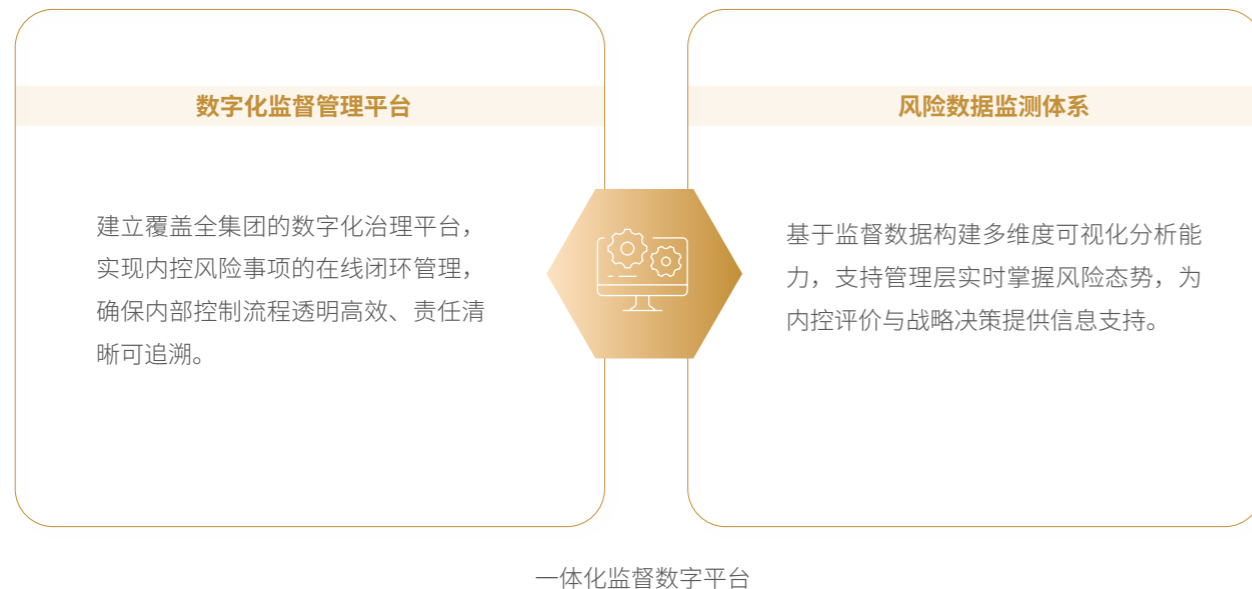 数字化监督管理平台
建立覆盖全集团的数字化治理平台，
实现内控风险事项的在线闭环管理，
确保内部控制流程透明高效、责任清
晰可追溯。
风险数据监测体系
基于监督数据构建多维度可视化分析能
力，支持管理层实时掌握风险态势，为
内控评价与战略决策提供信息支持。
一体化监督数字平台